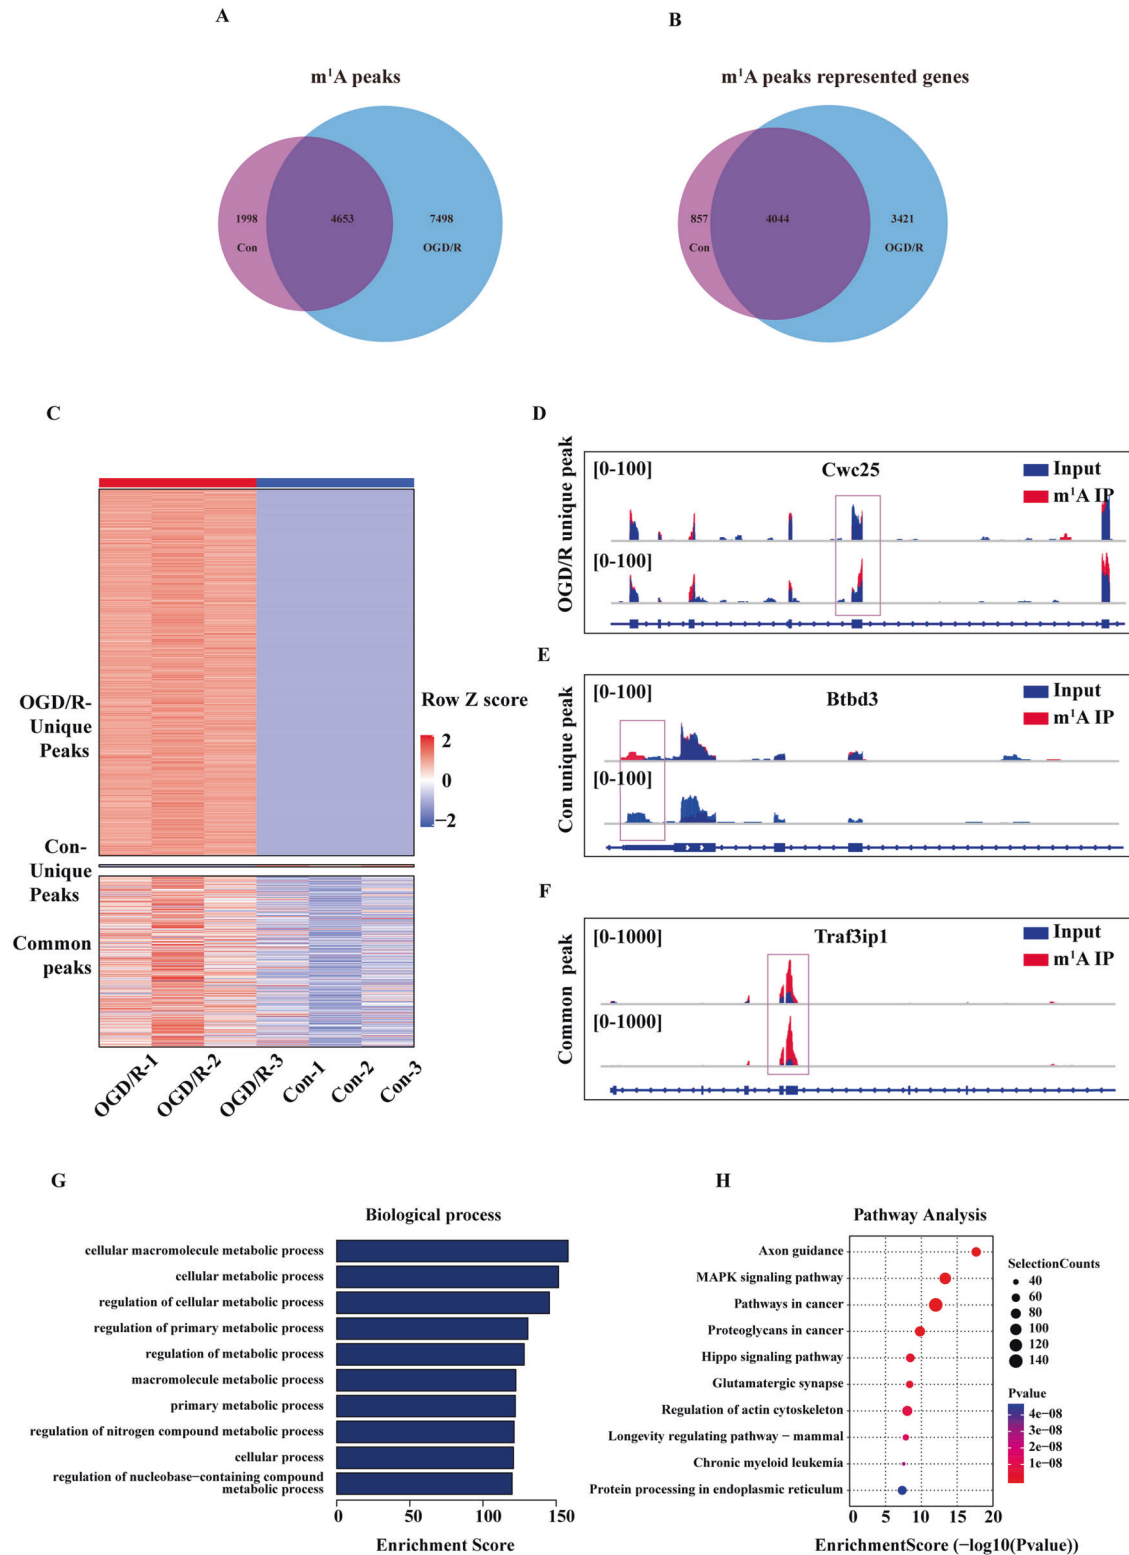 A
B
m¹A peaks
m¹A peaks represented genes
1998
4653
7498
Con
OGD/R
857
4044
3421
Con
OGD/R
C
OGD/R-
Unique
Peaks
Con-
Unique
Peaks
Common
peaks
Row Z score
2
0
−2
OGD/R-1
OGD/R-2
OGD/R-3
Con-1
Con-2
Con-3
D
OGD/R unique peak
[0-100]
Cwc25
Input
m¹A IP
[0-100]
E
Con unique peak
[0-100]
Btbd3
Input
m¹A IP
[0-100]
F
Common peak
[0-1000]
Traf3ip1
Input
m¹A IP
[0-1000]
G
Biological process
cellular macromolecule metabolic process
cellular metabolic process
regulation of cellular metabolic process
regulation of primary metabolic process
regulation of metabolic process
macromolecule metabolic process
primary metabolic process
regulation of nitrogen compound metabolic process
cellular process
regulation of nucleobase−containing compound
metabolic process
0
50
100
150
Enrichment Score
H
Pathway Analysis
Axon guidance
MAPK signaling pathway
Pathways in cancer
Proteoglycans in cancer
Hippo signaling pathway
Glutamatergic synapse
Regulation of actin cytoskeleton
Longevity regulating pathway − mammal
Chronic myeloid leukemia
Protein processing in endoplasmic reticulum
0
5
10
15
20
EnrichmentScore (−log10(Pvalue))
SelectionCounts
40
60
80
100
120
140
Pvalue
4e−08
3e−08
2e−08
1e−08